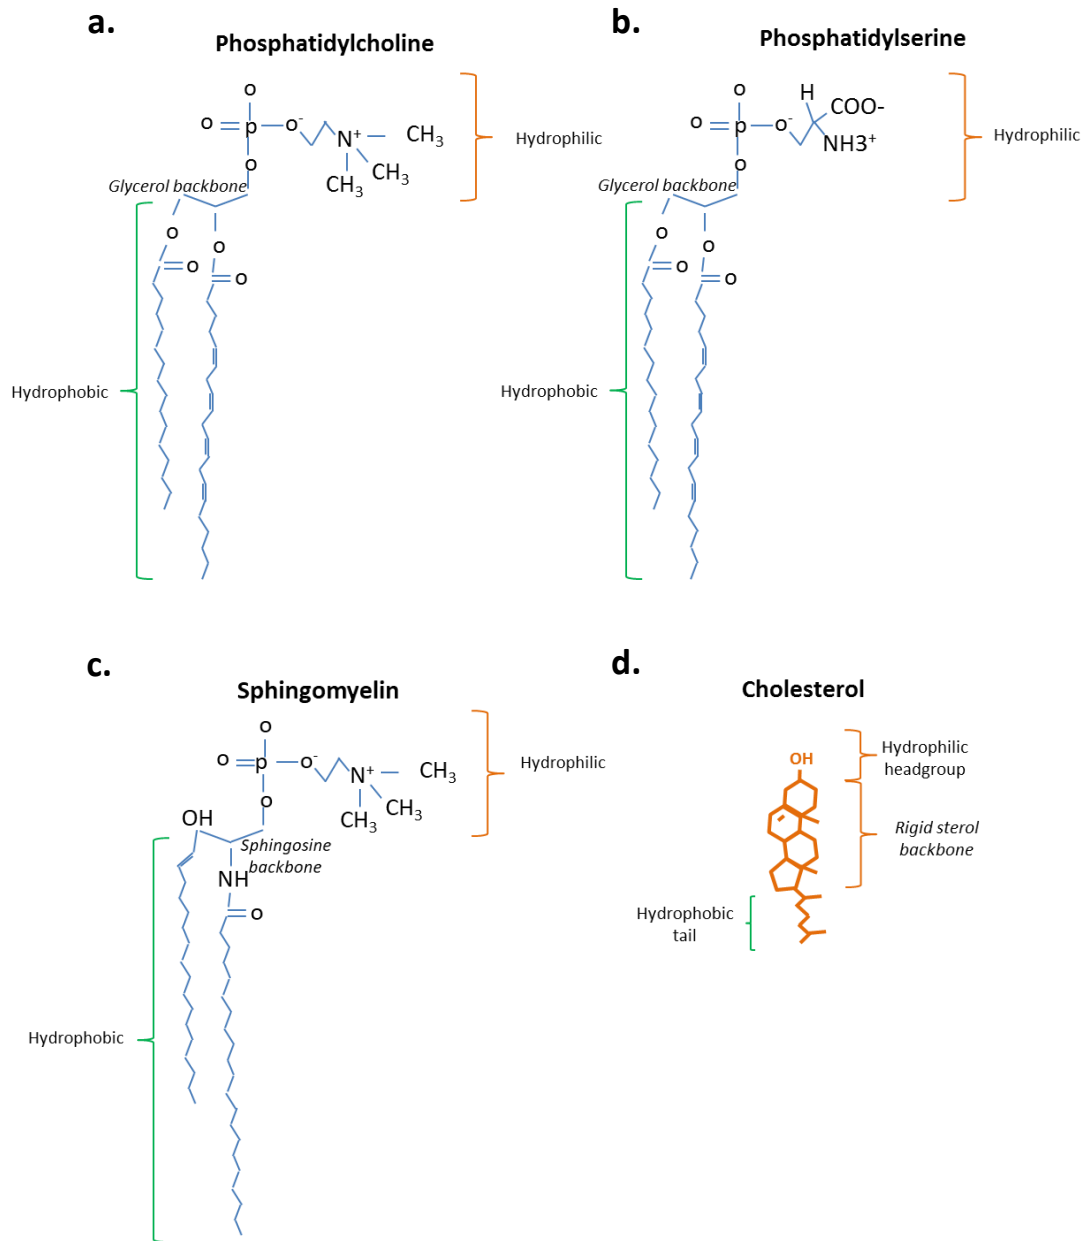 a.
Phosphatidylcholine
O
O
p
O-
N+
CH3
CH3
CH3
O
Hydrophilic
Glycerol backbone
O
O
O
O
Hydrophobic
b.
Phosphatidylserine
O
O
p
O-
H
COO-
NH3+
O
Hydrophilic
Glycerol backbone
O
O
O
O
Hydrophobic
c.
Sphingomyelin
O
O
p
O-
N+
CH3
CH3
CH3
O
Hydrophilic
OH
Sphingosine
backbone
NH
O
Hydrophobic
d.
Cholesterol
OH
Hydrophilic
headgroup
Rigid sterol
backbone
Hydrophobic
tail